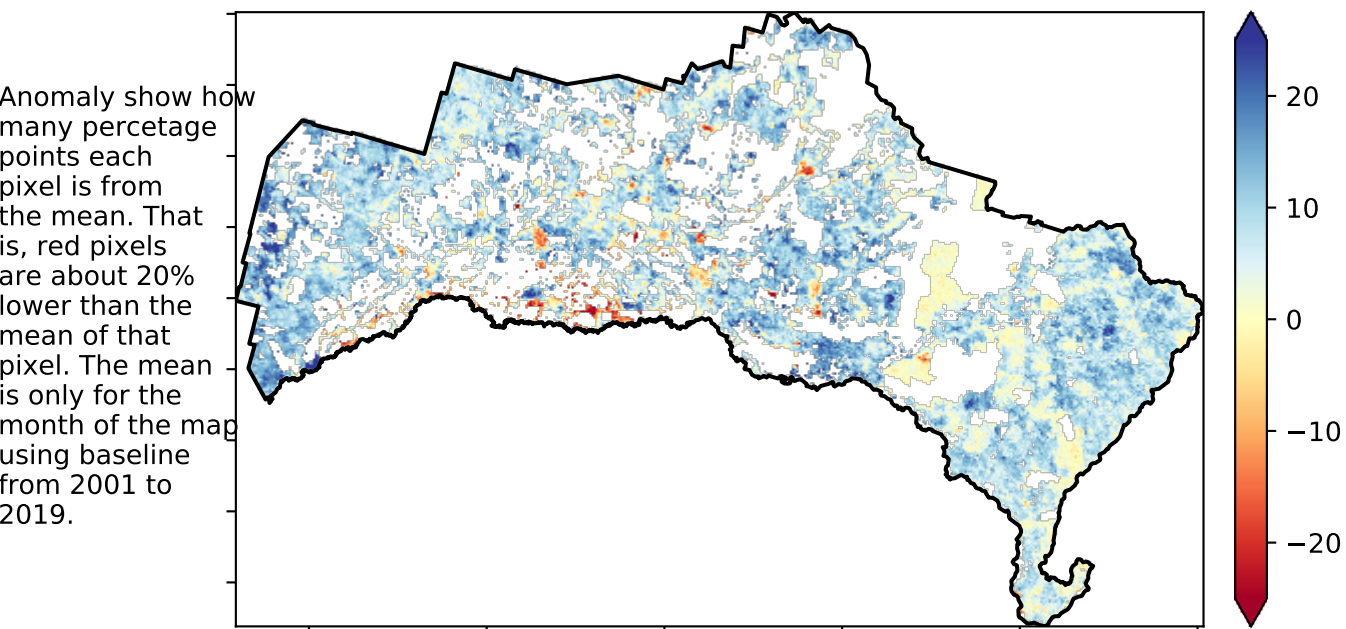 Anomaly show how
many percetage
points each
pixel is from
the mean. That
is, red pixels
are about 20%
lower than the
mean of that
pixel. The mean
is only for the
month of the map
using baseline
from 2001 to
2019.
20
10
0
−10
−20